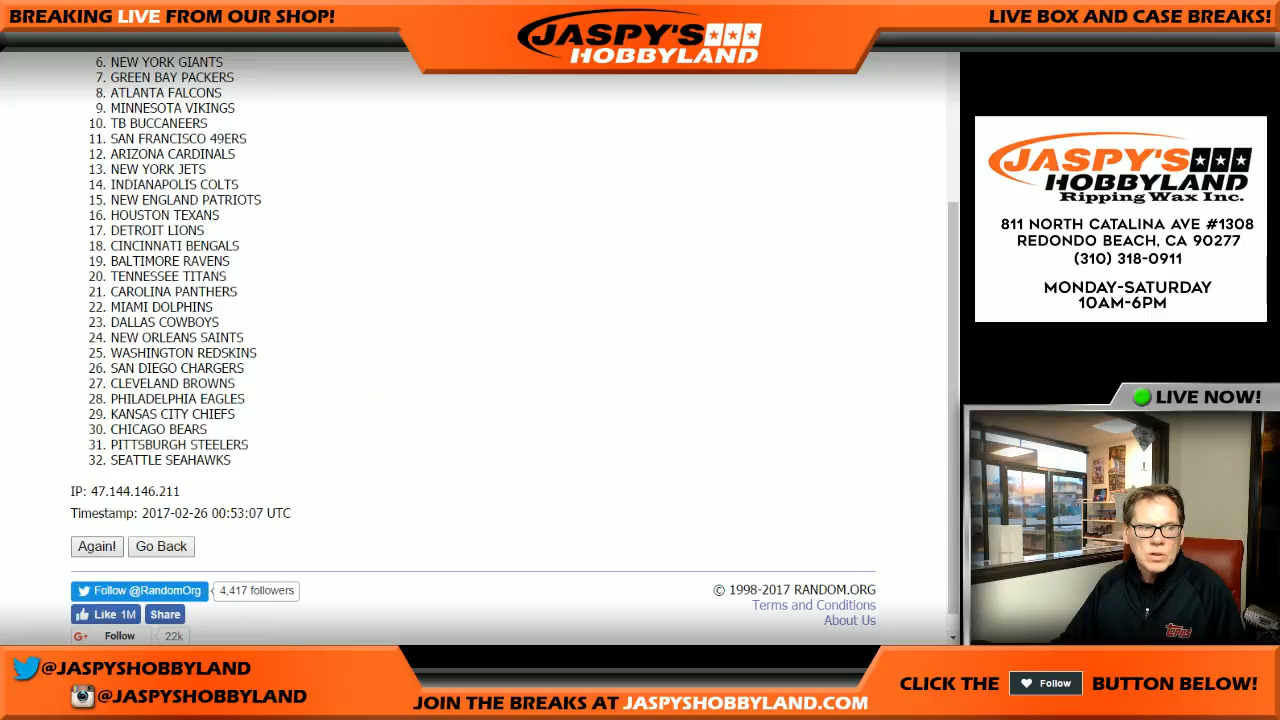 BREAKING LIVE FROM OUR SHOP!
JASPY'S
HOBBYLAND
LIVE BOX AND CASE BREAKS!
6. NEW YORK GIANTS
7. GREEN BAY PACKERS
8. ATLANTA FALCONS
9. MINNESOTA VIKINGS
10. TB BUCCANEERS
11. SAN FRANCISCO 49ERS
12. ARIZONA CARDINALS
13. NEW YORK JETS
14. INDIANAPOLIS COLTS
15. NEW ENGLAND PATRIOTS
16. HOUSTON TEXANS
17. DETROIT LIONS
18. CINCINNATI BENGALS
19. BALTIMORE RAVENS
20. TENNESSEE TITANS
21. CAROLINA PANTHERS
22. MIAMI DOLPHINS
23. DALLAS COWBOYS
24. NEW ORLEANS SAINTS
25. WASHINGTON REDSKINS
26. SAN DIEGO CHARGERS
27. CLEVELAND BROWNS
28. PHILADELPHIA EAGLES
29. KANSAS CITY CHIEFS
30. CHICAGO BEARS
31. PITTSBURGH STEELERS
32. SEATTLE SEAHAWKS
IP: 47.144.146.211
Timestamp: 2017-02-26 00:53:07 UTC
Again! Go Back
Follow @RandomOrg 4,417 followers
Like 1M Share
G+ Follow 22k
© 1998-2017 RANDOM.ORG
Terms and Conditions
About Us
JASPY'S
HOBBYLAND
Ripping Wax Inc.
811 NORTH CATALINA AVE #1308
REDONDO BEACH, CA 90277
(310) 318-0911
MONDAY-SATURDAY
10AM-6PM
LIVE NOW!
Topps
@JASPYSHOBBYLAND
@JASPYSHOBBYLAND
JOIN THE BREAKS AT JASPYSHOBBYLAND.COM
CLICK THE Follow BUTTON BELOW!